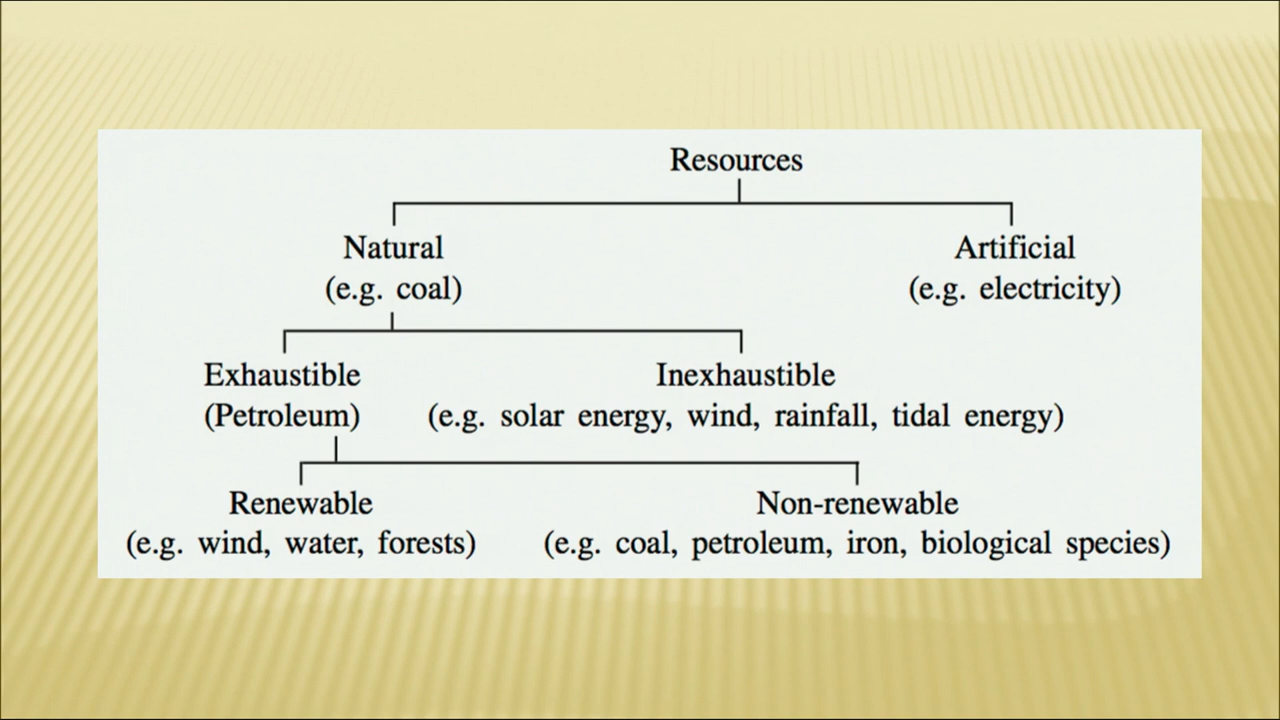 Resources
Natural Artificial
(e.g. coal) (e.g. electricity)
Exhaustible Inexhaustible
(Petroleum) (e.g. solar energy, wind, rainfall, tidal energy)
Renewable Non-renewable
(e.g. wind, water, forests) (e.g. coal, petroleum, iron, biological species)